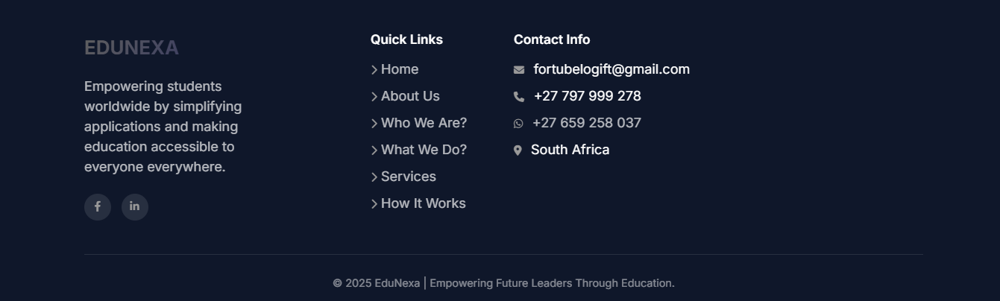 EDUNEXA
Empowering students
worldwide by simplifying
applications and making
education accessible to
everyone everywhere.
Quick Links
Home
About Us
Who We Are?
What We Do?
Services
How It Works
Contact Info
fortubelogift@gmail.com
+27 797 999 278
+27 659 258 037
South Africa
© 2025 EduNexa | Empowering Future Leaders Through Education.